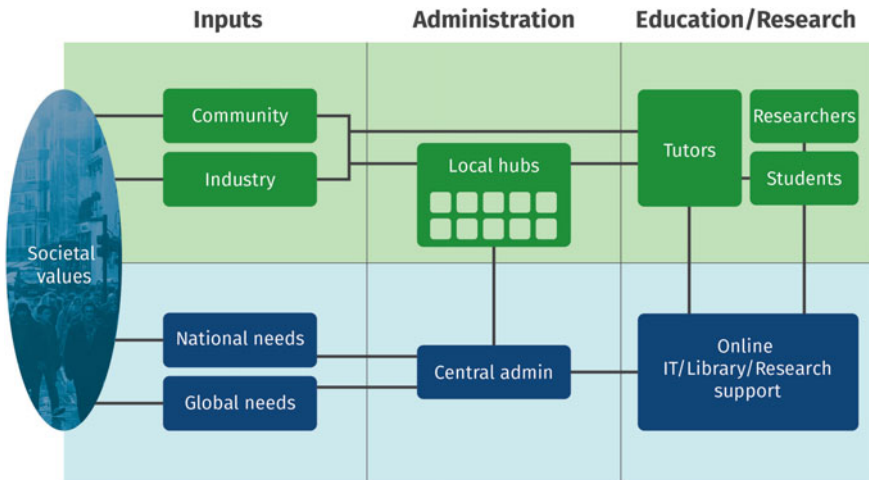 Inputs
Administration
Education/Research
Societal
values
Community
Industry
Local hubs
Tutors
Researchers
Students
National needs
Global needs
Central admin
Online
IT/Library/Research
support